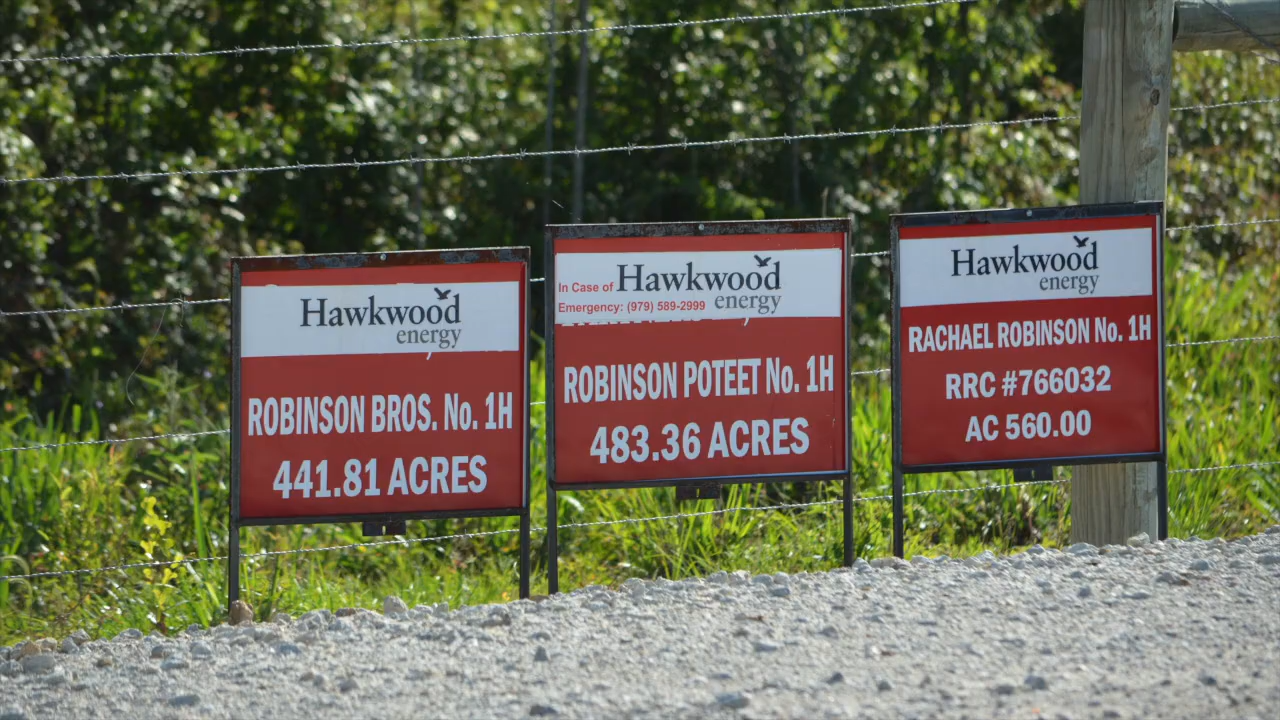 Hawkwood
energy
ROBINSON BROS. No. 1H
441.81 ACRES
In Case of
Emergency: (979) 589-2999
Hawkwood
energy
ROBINSON POTEET No. 1H
483.36 ACRES
Hawkwood
energy
RACHAEL ROBINSON No. 1H
RRC #766032
AC 560.00